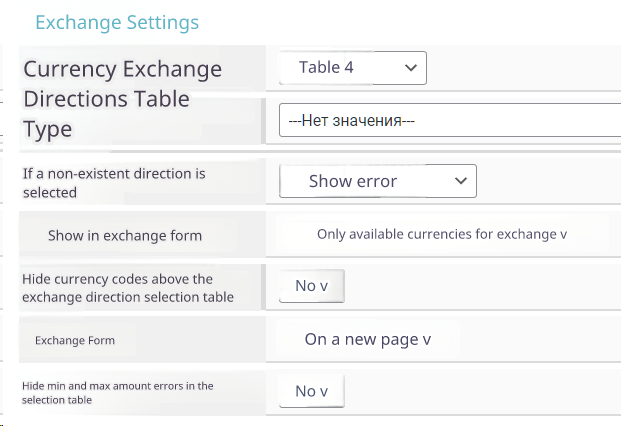 Exchange Settings
Currency Exchange
Directions Table
Type
Table 4
---Нет значения---
If a non-existent direction is
selected
Show error
Show in exchange form
Only available currencies for exchange v
Hide currency codes above the
exchange direction selection table
No v
Exchange Form
On a new page v
Hide min and max amount errors in the
selection table
No v